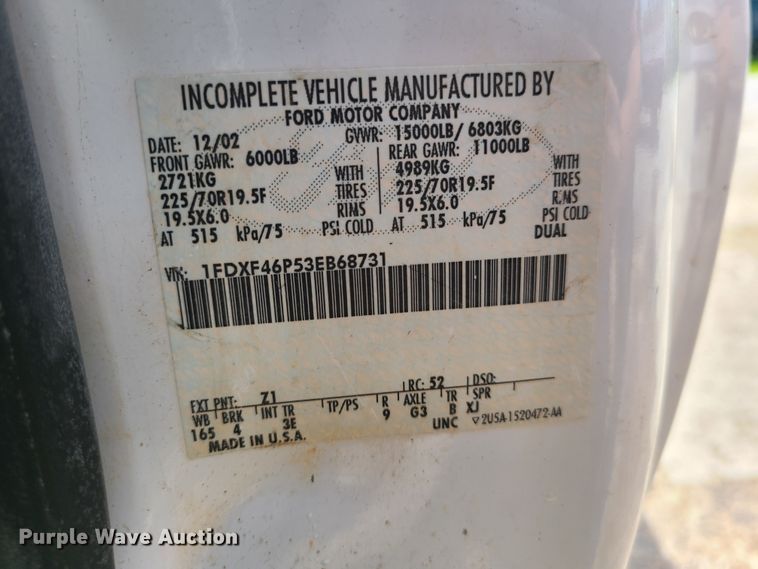 INCOMPLETE VEHICLE MANUFACTURED BY
FORD MOTOR COMPANY
DATE: 12/02 GVWR: 15000LB/ 6803KG
FRONT GAWR: 6000LB REAR GAWR: 11000LB
2721KG WITH 4989KG WITH
225/70R19.5F TIRES 225/70R19.5F TIRES
19.5X6.0 RIMS 19.5X6.0 RIMS
AT 515 kPa/75 PSI COLD AT 515 kPa/75 PSI COLD
DUAL
VIN: 1FDXF46P53EB68731
EXT PNT: Z1 RC: 52 DSO:
WB BRK INT TR TP/PS R AXLE TR SPR
165 4 3E 9 G3 B XJ
MADE IN U.S.A. UNC ▽2U5A-1520472-AA
Purple Wave Auction